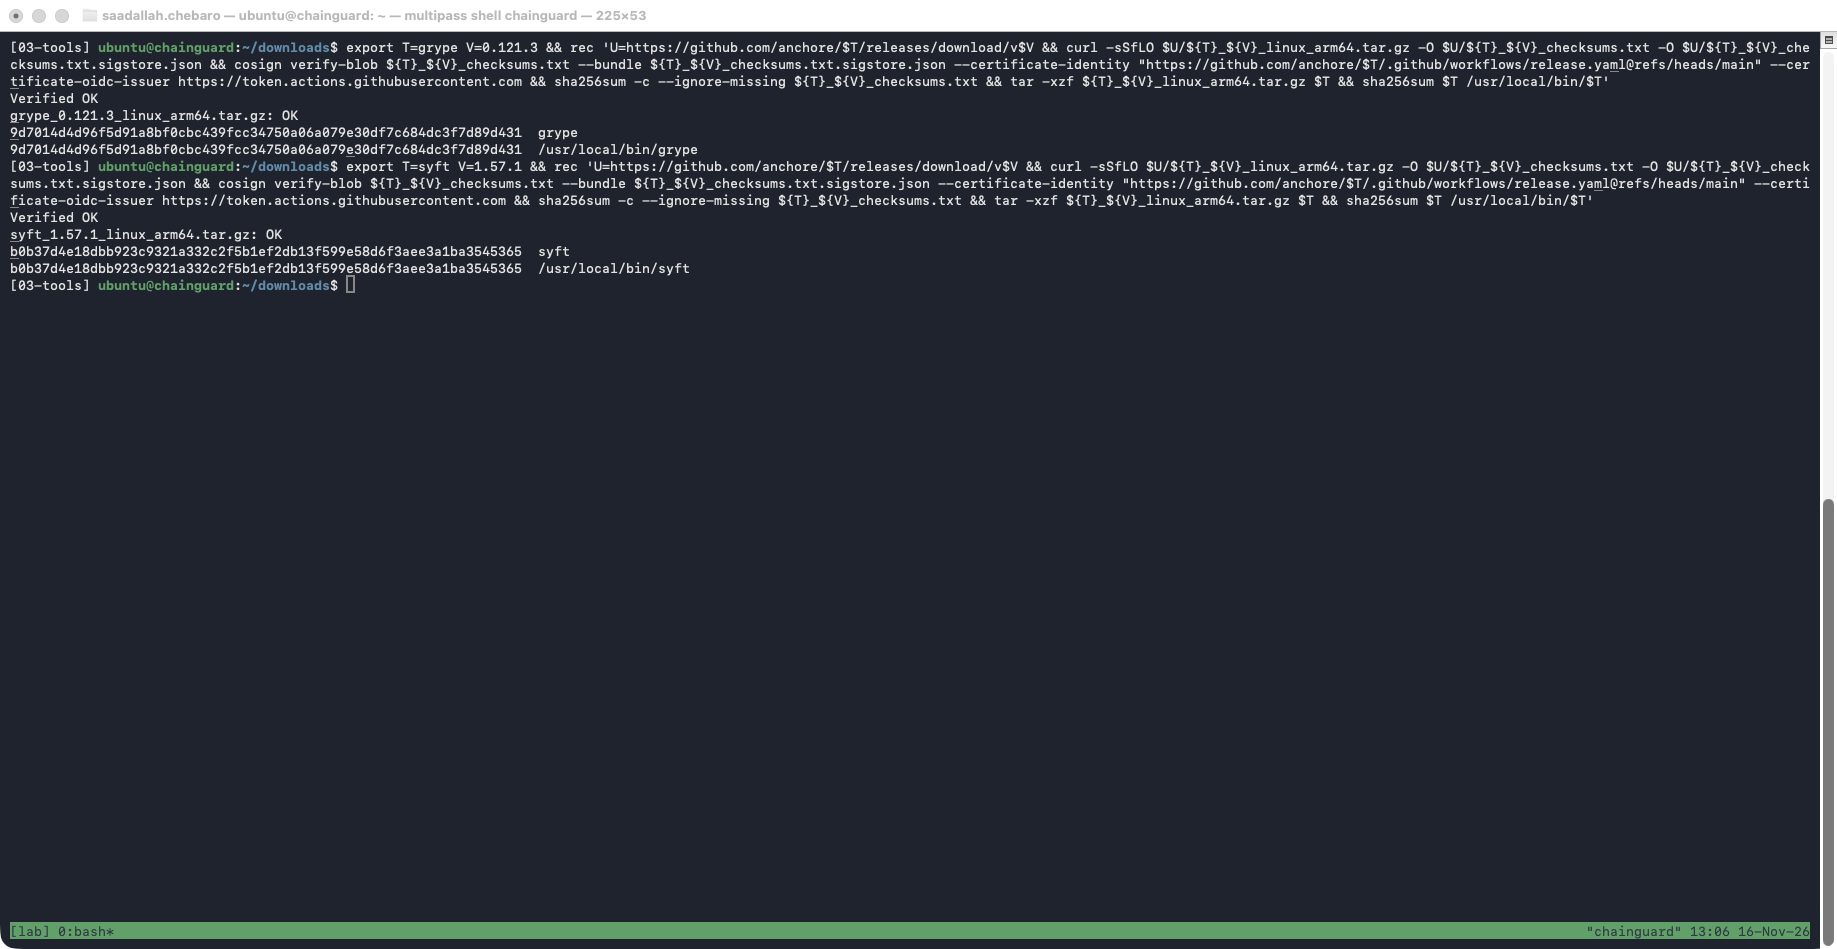 saadallah.chebaro — ubuntu@chainguard: ~ — multipass shell chainguard — 225×53
[03-tools] ubuntu@chainguard:~/downloads$ export T=grype V=0.121.3 && rec 'U=https://github.com/anchore/$T/releases/download/v$V && curl -sSfLO $U/${T}_${V}_linux_arm64.tar.gz -O $U/${T}_${V}_checksums.txt -O $U/${T}_${V}_che
cksums.txt.sigstore.json && cosign verify-blob ${T}_${V}_checksums.txt --bundle ${T}_${V}_checksums.txt.sigstore.json --certificate-identity "https://github.com/anchore/$T/.github/workflows/release.yaml@refs/heads/main" --cer
tificate-oidc-issuer https://token.actions.githubusercontent.com && sha256sum -c --ignore-missing ${T}_${V}_checksums.txt && tar -xzf ${T}_${V}_linux_arm64.tar.gz $T && sha256sum $T /usr/local/bin/$T'
Verified OK
grype_0.121.3_linux_arm64.tar.gz: OK
9d7014d4d96f5d91a8bf0cbc439fcc34750a06a079e30df7c684dc3f7d89d431  grype
9d7014d4d96f5d91a8bf0cbc439fcc34750a06a079e30df7c684dc3f7d89d431  /usr/local/bin/grype
[03-tools] ubuntu@chainguard:~/downloads$ export T=syft V=1.57.1 && rec 'U=https://github.com/anchore/$T/releases/download/v$V && curl -sSfLO $U/${T}_${V}_linux_arm64.tar.gz -O $U/${T}_${V}_checksums.txt -O $U/${T}_${V}_check
sums.txt.sigstore.json && cosign verify-blob ${T}_${V}_checksums.txt --bundle ${T}_${V}_checksums.txt.sigstore.json --certificate-identity "https://github.com/anchore/$T/.github/workflows/release.yaml@refs/heads/main" --certi
ficate-oidc-issuer https://token.actions.githubusercontent.com && sha256sum -c --ignore-missing ${T}_${V}_checksums.txt && tar -xzf ${T}_${V}_linux_arm64.tar.gz $T && sha256sum $T /usr/local/bin/$T'
Verified OK
syft_1.57.1_linux_arm64.tar.gz: OK
b0b37d4e18dbb923c9321a332c2f5b1ef2db13f599e58d6f3aee3a1ba3545365  syft
b0b37d4e18dbb923c9321a332c2f5b1ef2db13f599e58d6f3aee3a1ba3545365  /usr/local/bin/syft
[03-tools] ubuntu@chainguard:~/downloads$
[lab] 0:bash* "chainguard" 13:06 16-Nov-26